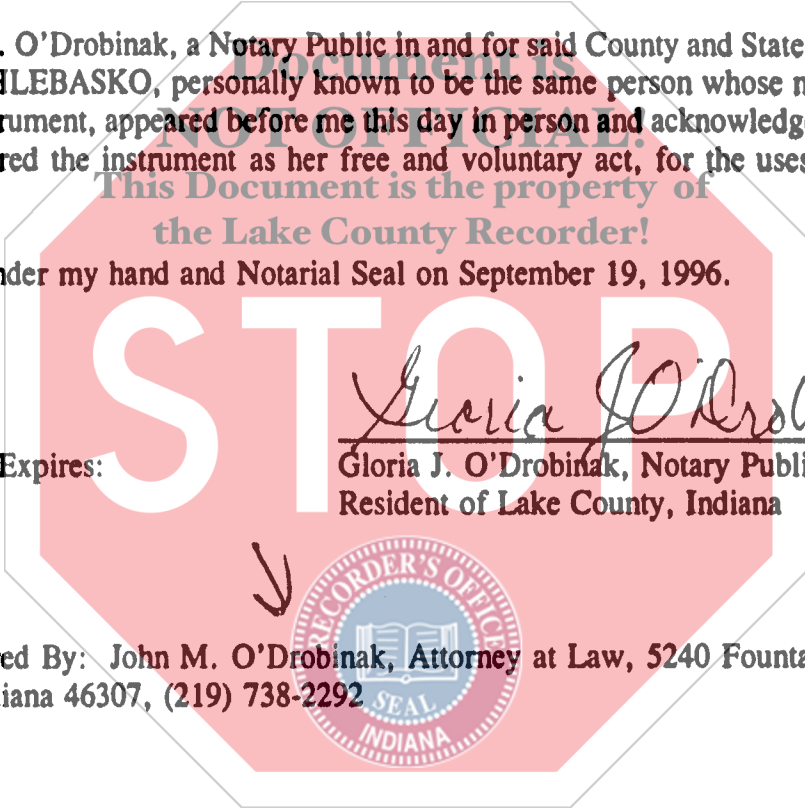 . O'Drobinak, a Notary Public in and for said County and State
Document is
LEBASKO, personally known to be the same person whose
NOT OFFICIAL!
rument, appeared before me this day in person and acknowledg
red the instrument as her free and voluntary act, for the uses
This Document is the property of
the Lake County Recorder!
nder my hand and Notarial Seal on September 19, 1996.
STOP
Gloria J O'Drob
Expires:
Gloria J. O'Drobinak, Notary Publi
Resident of Lake County, Indiana
RECORDER'S OFFICE
ed By: John M. O'Drobinak, Attorney at Law, 5240 Founta
iana 46307, (219) 738-2292
SEAL
INDIANA